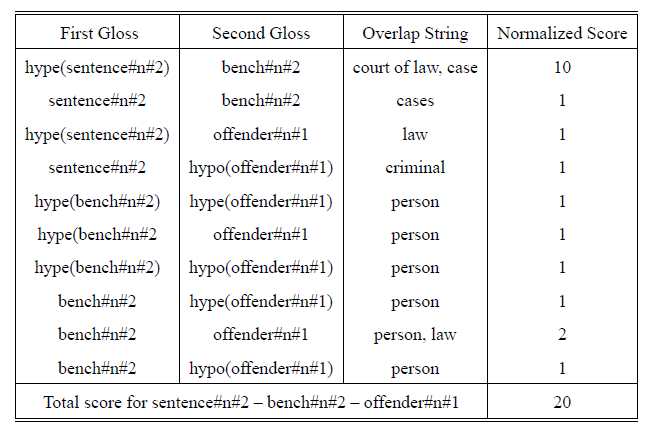 First Gloss Second Gloss Overlap String Normalized Score
hype(sentence#n#2) bench#n#2 court of law, case 10
sentence#n#2 bench#n#2 cases 1
hype(sentence#n#2) offender#n#1 law 1
sentence#n#2 hypo(offender#n#1) criminal 1
hype(bench#n#2) hype(offender#n#1) person 1
hype(bench#n#2 offender#n#1 person 1
hype(bench#n#2) hypo(offender#n#1) person 1
bench#n#2 hype(offender#n#1) person 1
bench#n#2 offender#n#1 person, law 2
bench#n#2 hypo(offender#n#1) person 1
Total score for sentence#n#2 – bench#n#2 – offender#n#1 20